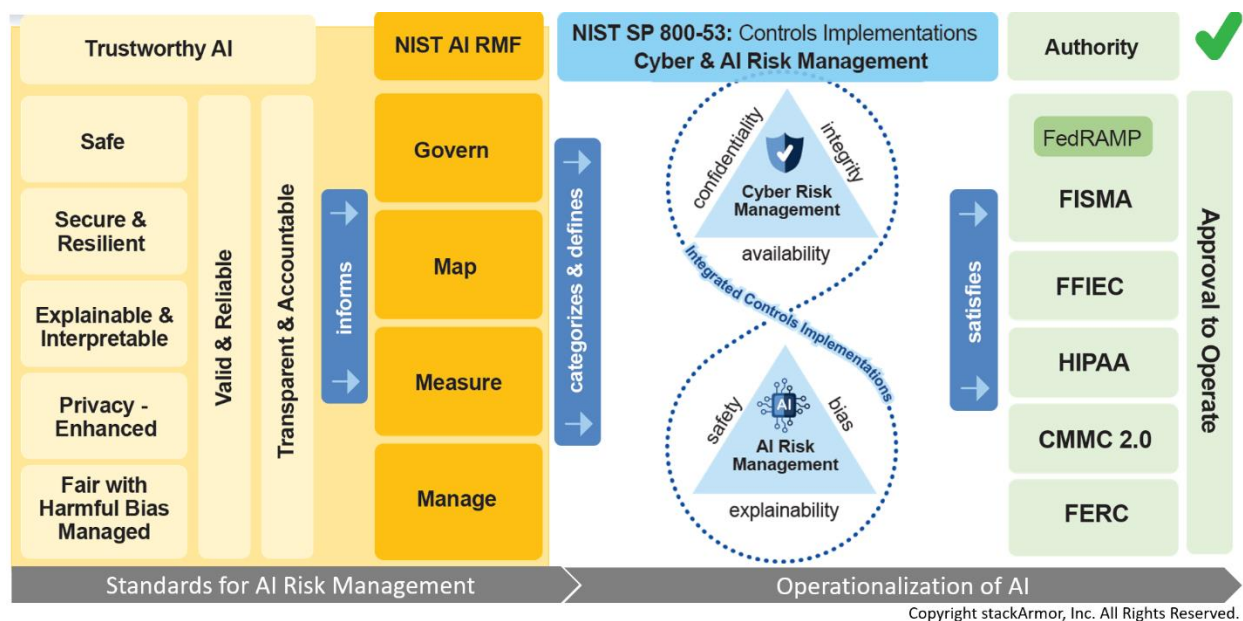 Trustworthy AI
Safe
Secure &
Resilient
Explainable &
Interpretable
Privacy -
Enhanced
Fair with
Harmful Bias
Managed
Valid & Reliable
Transparent & Accountable
informs
NIST AI RMF
Govern
Map
Measure
Manage
categorizes & defines
NIST SP 800-53: Controls Implementations
Cyber & AI Risk Management
confidentiality
integrity
Cyber Risk
Management
availability
Integrated Controls Implementations
safety
bias
AI
AI Risk
Management
explainability
satisfies
Authority
FedRAMP
FISMA
FFIEC
HIPAA
CMMC 2.0
FERC
Approval to Operate
Standards for AI Risk Management
Operationalization of AI
Copyright stackArmor, Inc. All Rights Reserved.